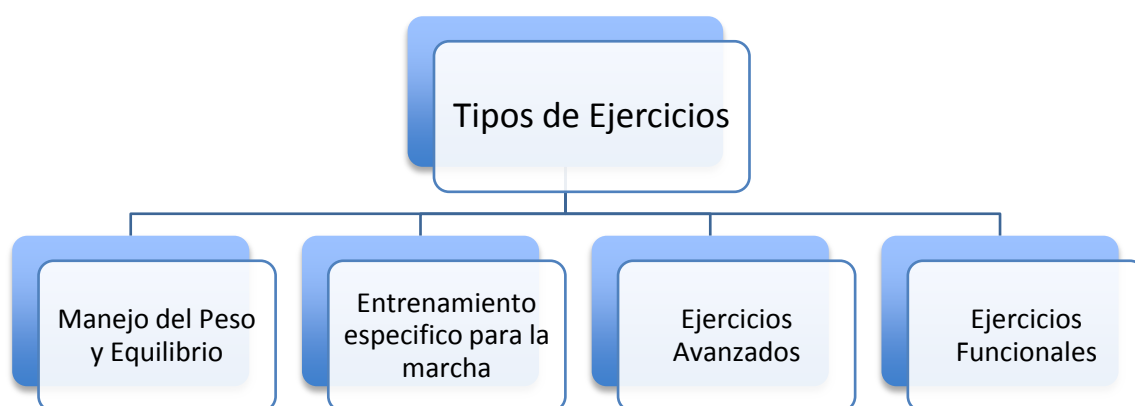 Tipos de Ejercicios
Manejo del Peso
y Equilibrio
Entrenamiento
especifico para la
marcha
Ejercicios
Avanzados
Ejercicios
Funcionales